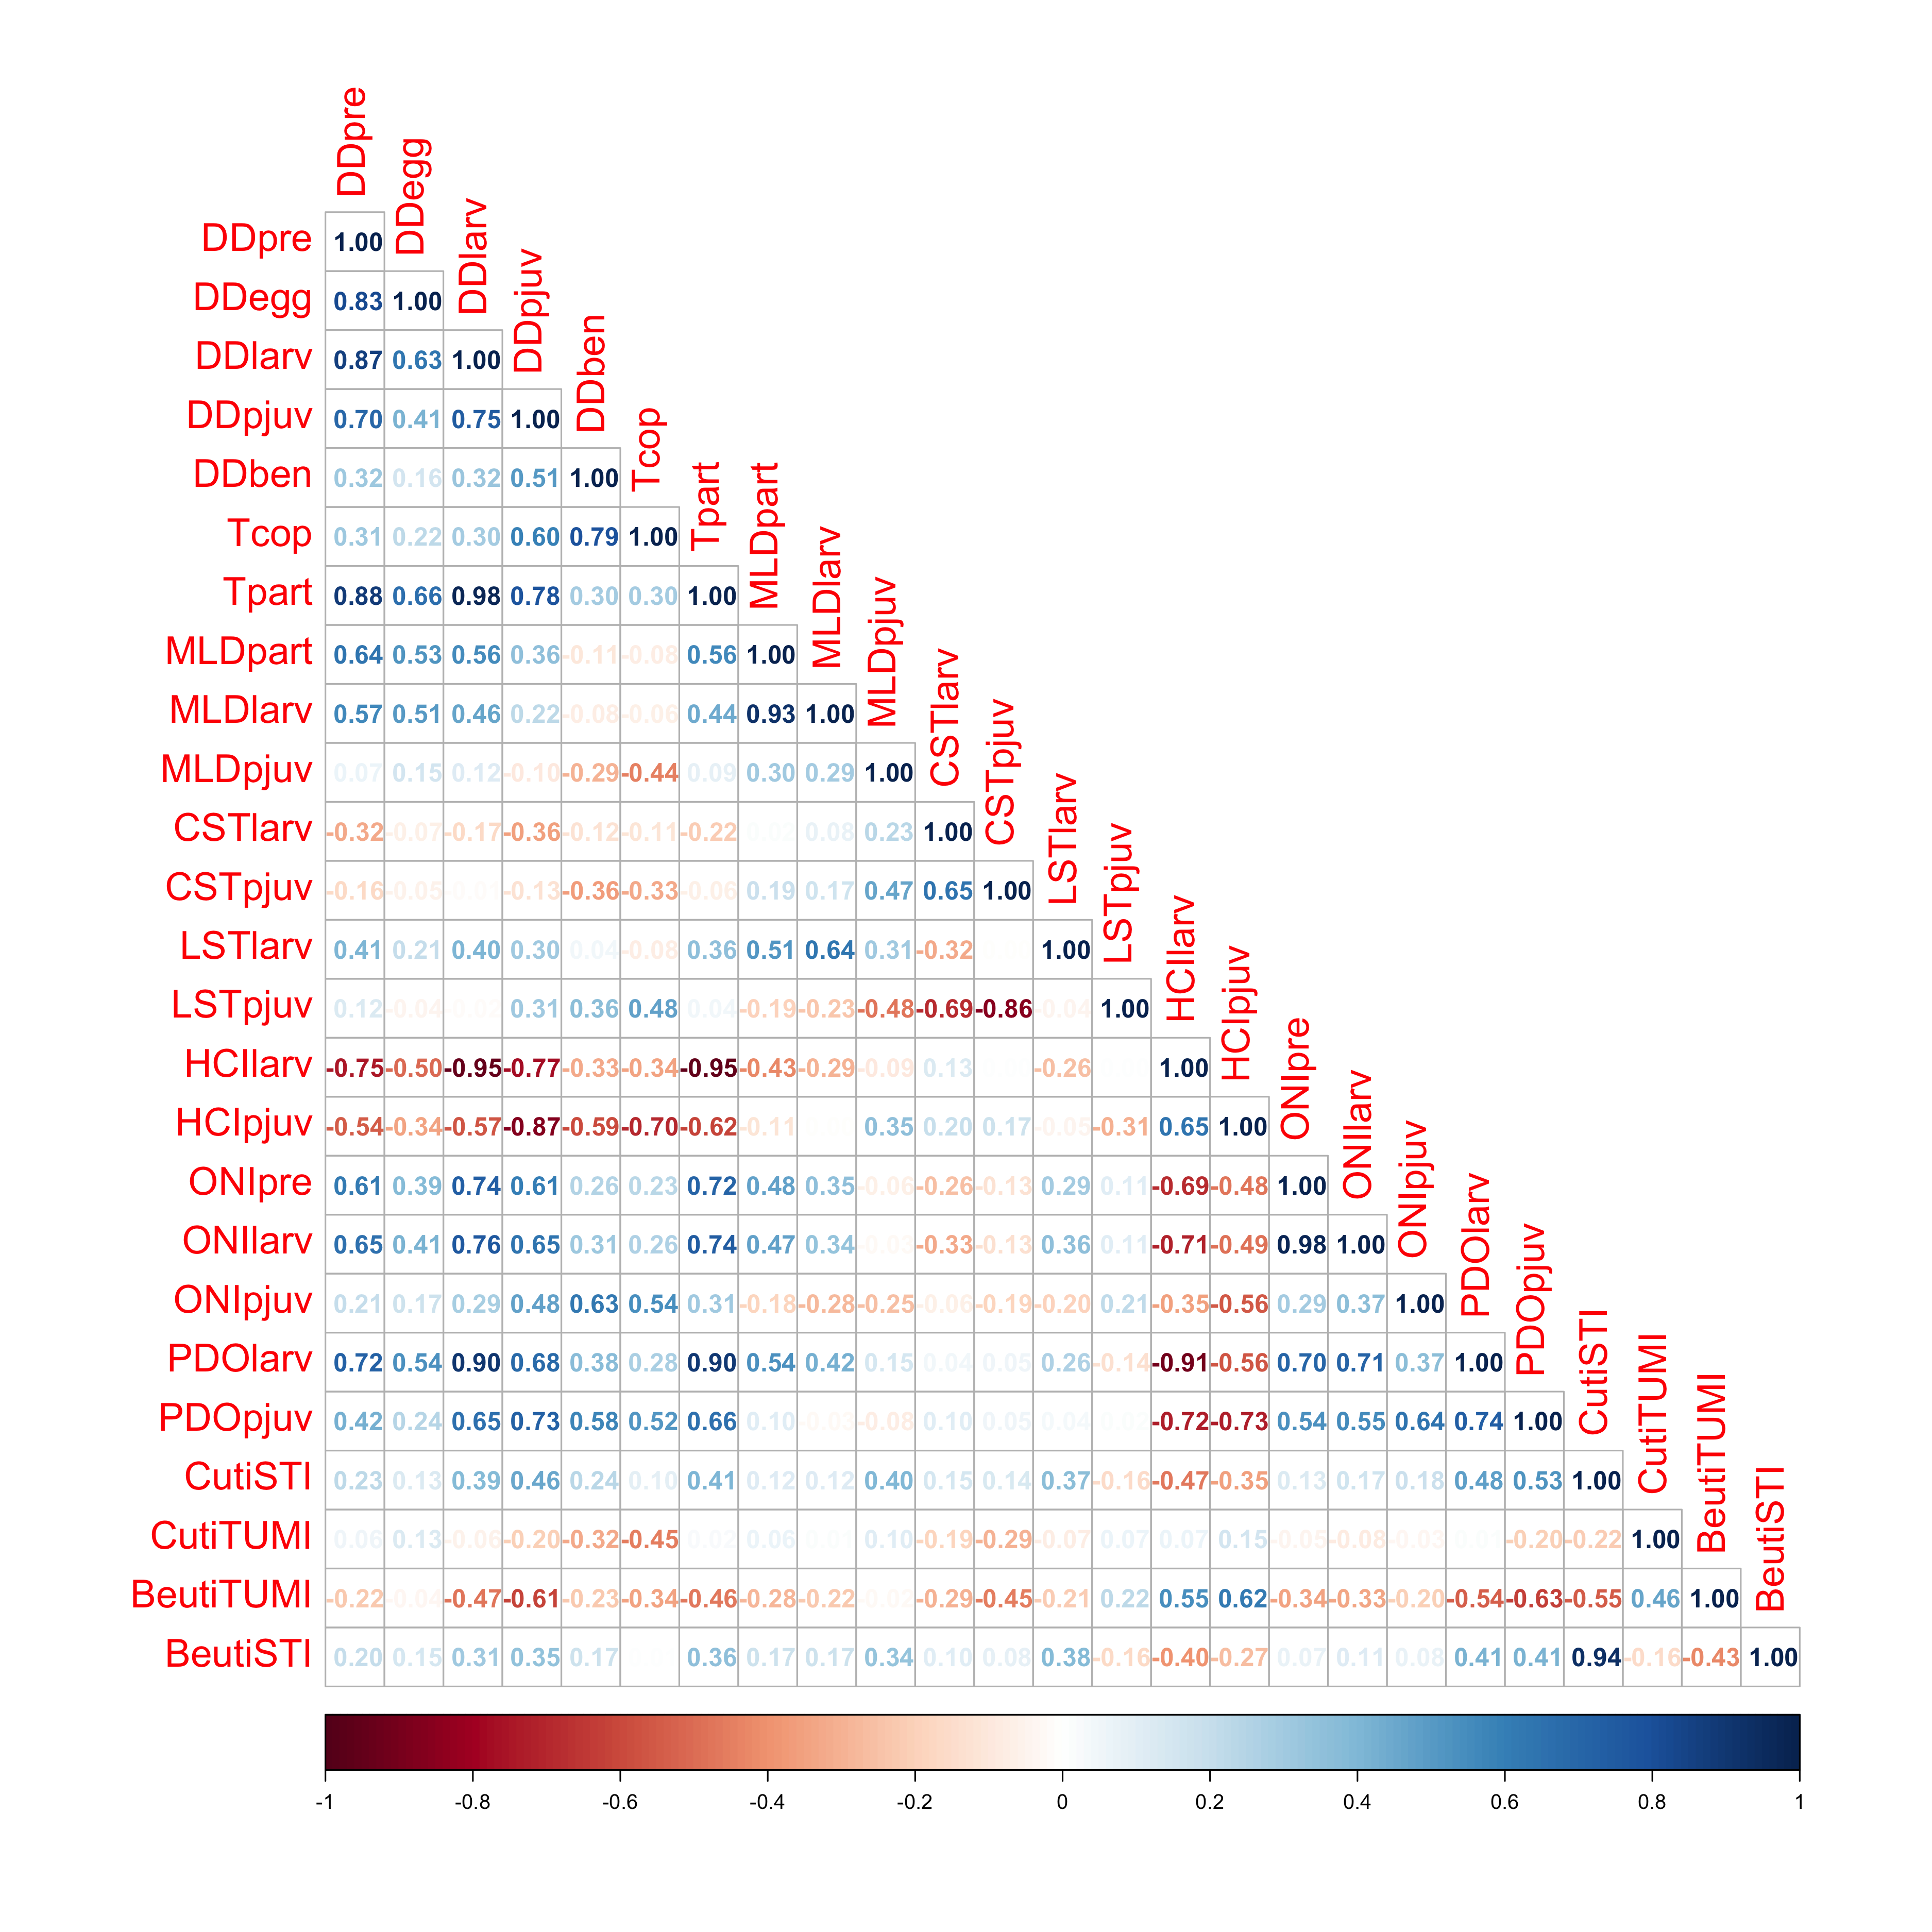 DDpre
DDegg
DDlarv
DDpjuv
DDben
Tcop
Tpart
MLDpart
MLDlarv
MLDpjuv
CSTlarv
CSTpjuv
LSTlarv
LSTpjuv
HCIlarv
HCIpjuv
ONIpre
ONIlarv
ONIpjuv
PDOlarv
PDOpjuv
CutiSTI
CutiTUMI
BeutiTUMI
BeutiSTI
DDpre 1.00
DDegg 0.83 1.00
DDlarv 0.87 0.63 1.00
DDpjuv 0.70 0.41 0.75 1.00
DDben 0.32 0.16 0.32 0.51 1.00
Tcop 0.31 0.22 0.30 0.60 0.79 1.00
Tpart 0.88 0.66 0.98 0.78 0.30 0.30 1.00
MLDpart 0.64 0.53 0.56 0.36 -0.11 -0.08 0.56 1.00
MLDlarv 0.57 0.51 0.46 0.22 -0.08 -0.06 0.44 0.93 1.00
MLDpjuv 0.07 0.15 0.12 -0.10 -0.29 -0.44 0.09 0.30 0.29 1.00
CSTlarv -0.32 -0.07 -0.17 -0.36 -0.12 -0.11 -0.22 0.02 0.08 0.23 1.00
CSTpjuv -0.16 -0.05 -0.01 -0.13 -0.36 -0.33 -0.06 0.19 0.17 0.47 0.65 1.00
LSTlarv 0.41 0.21 0.40 0.30 0.04 -0.08 0.36 0.51 0.64 0.31 -0.32 1.00
LSTpjuv 0.12 -0.04 -0.02 0.31 0.36 0.48 0.04 -0.19 -0.23 -0.48 -0.69 -0.86 -0.04 1.00
HCIlarv -0.75 -0.50 -0.95 -0.77 -0.33 -0.34 -0.95 -0.43 -0.29 -0.09 0.13 -0.26 1.00
HCIpjuv -0.54 -0.34 -0.57 -0.87 -0.59 -0.70 -0.62 -0.11 0.35 0.20 0.17 -0.05 -0.31 0.65 1.00
ONIpre 0.61 0.39 0.74 0.61 0.26 0.23 0.72 0.48 0.35 -0.06 -0.26 -0.13 0.29 0.11 -0.69 -0.48 1.00
ONIlarv 0.65 0.41 0.76 0.65 0.31 0.26 0.74 0.47 0.34 -0.03 -0.33 -0.13 0.36 0.11 -0.71 -0.49 0.98 1.00
ONIpjuv 0.21 0.17 0.29 0.48 0.63 0.54 0.31 -0.18 -0.28 -0.25 -0.06 -0.19 -0.20 0.21 -0.35 -0.56 0.29 0.37 1.00
PDOlarv 0.72 0.54 0.90 0.68 0.38 0.28 0.90 0.54 0.42 0.15 0.04 0.05 0.26 -0.14 -0.91 -0.56 0.70 0.71 0.37 1.00
PDOpjuv 0.42 0.24 0.65 0.73 0.58 0.52 0.66 0.10 -0.03 -0.08 0.10 0.05 0.04 0.02 -0.72 -0.73 0.54 0.55 0.64 0.74 1.00
CutiSTI 0.23 0.13 0.39 0.46 0.24 0.10 0.41 0.12 0.12 0.40 0.15 0.14 0.37 -0.16 -0.47 -0.35 0.13 0.17 0.18 0.48 0.53 1.00
CutiTUMI 0.06 0.13 -0.06 -0.20 -0.32 -0.45 0.02 0.06 0.01 0.10 -0.19 -0.29 -0.07 0.07 0.07 0.15 -0.05 -0.08 -0.03 0.01 -0.20 -0.22 1.00
BeutiTUMI -0.22 -0.04 -0.47 -0.61 -0.23 -0.34 -0.46 -0.28 -0.22 -0.02 -0.29 -0.45 -0.21 0.22 0.55 0.62 -0.34 -0.33 -0.20 -0.54 -0.63 -0.55 0.46 1.00
BeutiSTI 0.20 0.15 0.31 0.35 0.17 0.36 0.17 0.17 0.34 0.10 0.08 0.38 -0.16 -0.40 -0.27 0.07 0.11 0.08 0.41 0.41 0.94 -0.16 -0.43 1.00
-1 -0.8 -0.6 -0.4 -0.2 0 0.2 0.4 0.6 0.8 1